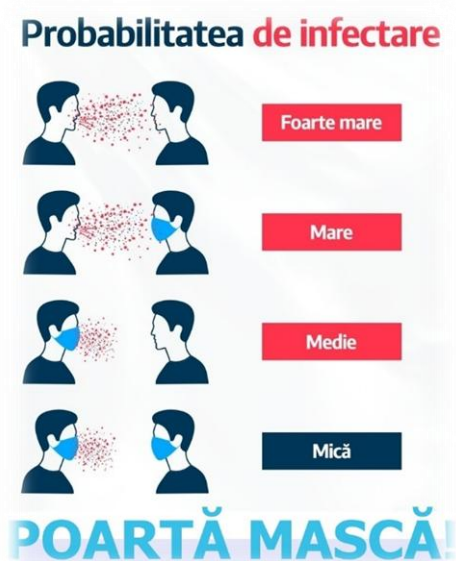 Probabilitatea de infectare
Foarte mare
Mare
Medie
Mică
POARTĂ MASCĂ!